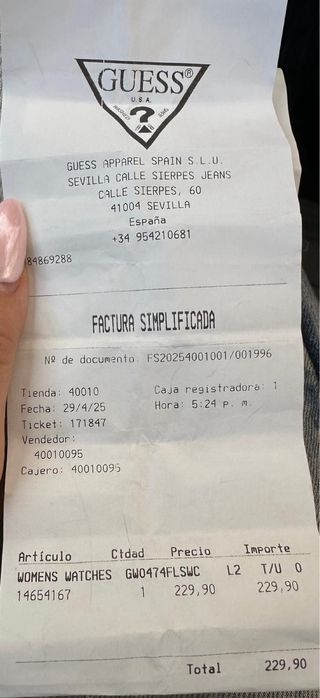 GUESS®
U.S.A.
?
GUESS APPAREL SPAIN S.L.U.
SEVILLA CALLE SIERPES JEANS
CALLE SIERPES, 60
41004 SEVILLA
España
+34 954210681
84869288
FACTURA SIMPLIFICADA
Nº de documento: FS20254001001/001996
Tienda: 40010 Caja registradora: 1
Fecha: 29/4/25 Hora: 5:24 p. m.
Ticket: 171847
Vendedor:
40010095
Cajero: 40010095
Artículo Ctdad Precio Importe
WOMENS WATCHES GW0474FLSWC L2 T/U 0
14654167 1 229,90 229,90
Total 229,90